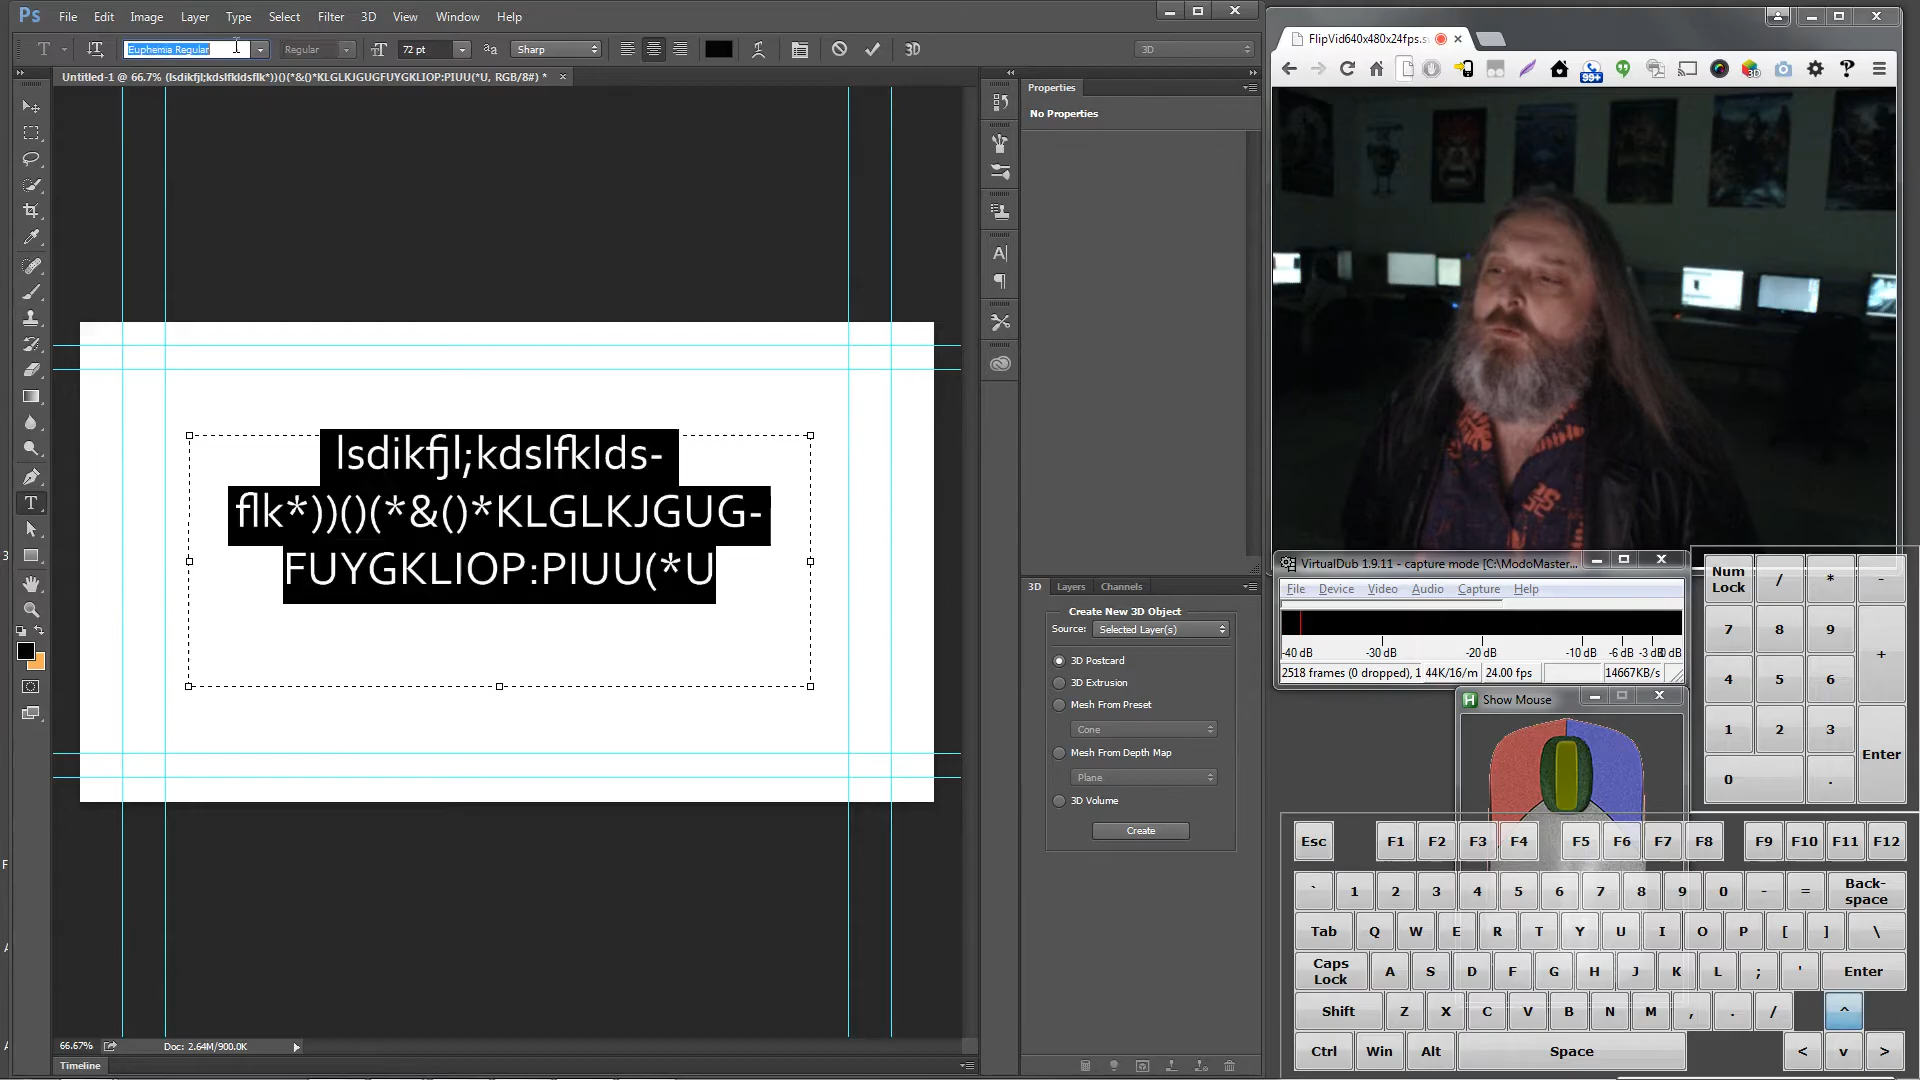 Ps File Edit Image Layer Type Select Filter 3D View Window Help
Euphemia Regular Regular 72 pt Sharp 3D 3D
Untitled-1 @ 66.7% (lsdikfjl;kdslfkldsflk*))()(*&()*KLGLKJGUGFUYGKLIOP:PIUU(*U, RGB/8#) *
lsdikfjl;kdslfklds-
flk*))()(*&()*KLGLKJGUG-
FUYGKLIOP:PIUU(*U
66.67% Doc: 2.64M/900.0K
Timeline
Properties
No Properties
3D Layers Channels
Create New 3D Object
Source: Selected Layer(s)
3D Postcard
3D Extrusion
Mesh From Preset
Cone
Mesh From Depth Map
Plane
3D Volume
Create
FlipVid640x480x24fps.s
99+
VirtualDub 1.9.11 - capture mode [C:\ModoMaster...
File Device Video Audio Capture Help
-40 dB -30 dB -20 dB -10 dB -6 dB
2518 frames (0 dropped), 1 44K/16/m 24.00 fps 14667KB/s
H Show Mouse
Num Lock / * -
7 8 9 +
4 5 6
1 2 3 Enter
0 .
Esc F1 F2 F3 F4 F5 F6 F7 F8 F9 F10 F11 F12
` 1 2 3 4 5 6 7 8 9 0 - = Back-space
Tab Q W E R T Y U I O P [ ] \
Caps Lock A S D F G H J K L ; ' Enter
Shift Z X C V B N M , . / ^
Ctrl Win Alt Space < v >